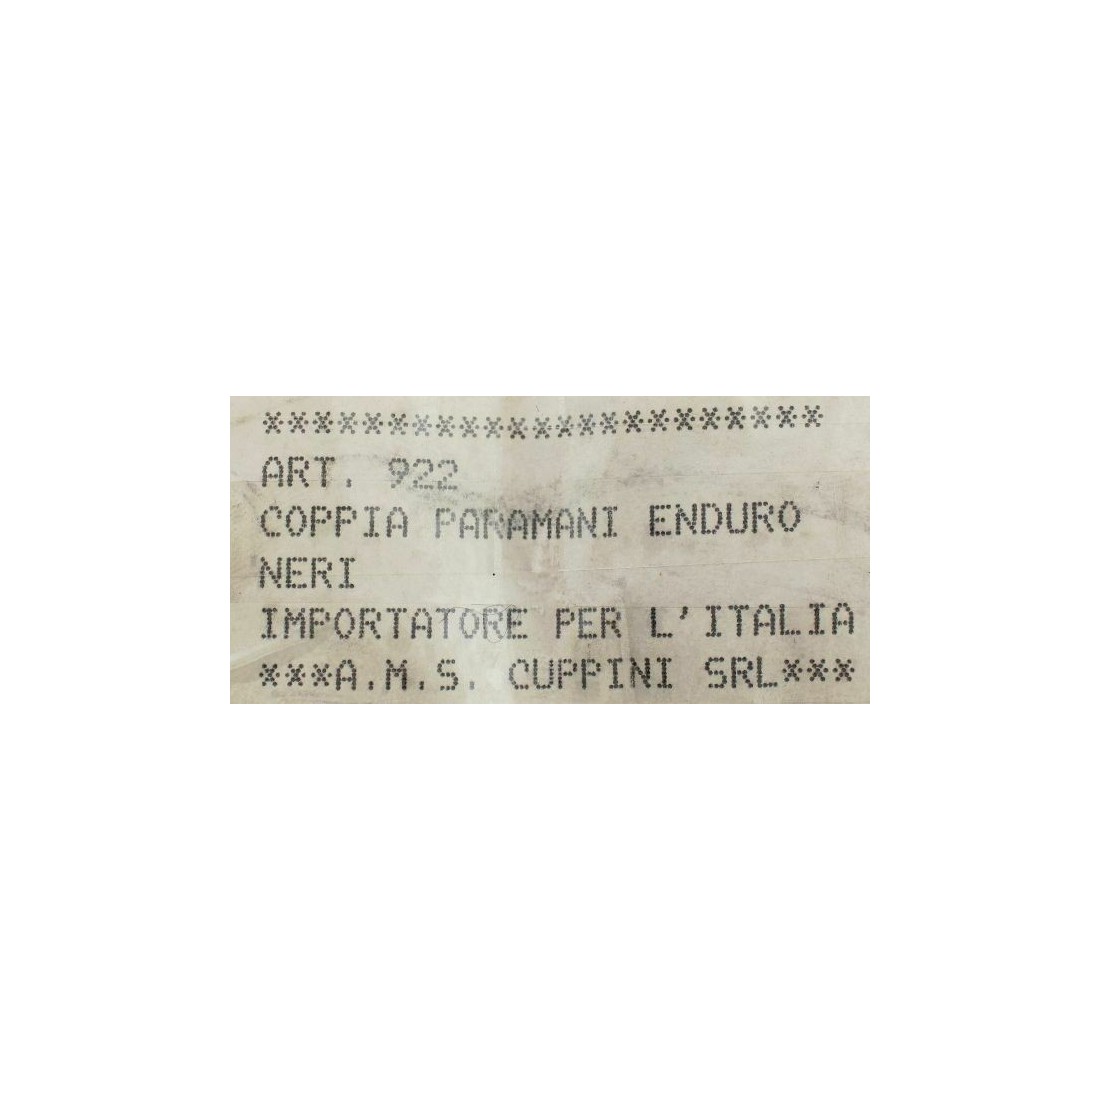 ***********************
ART. 922
COPPIA PARAMANI ENDURO
NERI
IMPORTATORE PER L'ITALIA
***A.M.S. CUPPINI SRL***